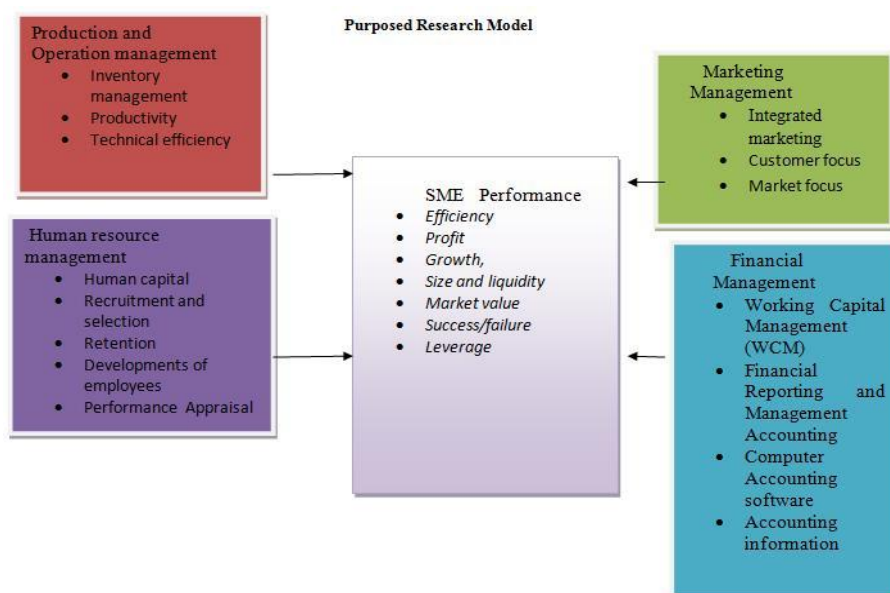 Purposed Research Model
Production and
Operation management
• Inventory
management
• Productivity
• Technical efficiency
Human resource
management
• Human capital
• Recruitment and
selection
• Retention
• Developments of
employees
• Performance Appraisal
SME Performance
• Efficiency
• Profit
• Growth,
• Size and liquidity
• Market value
• Success/failure
• Leverage
Marketing
Management
• Integrated
marketing
• Customer focus
• Market focus
Financial
Management
• Working Capital
Management
(WCM)
• Financial
Reporting and
Management
Accounting
• Computer
Accounting
software
• Accounting
information